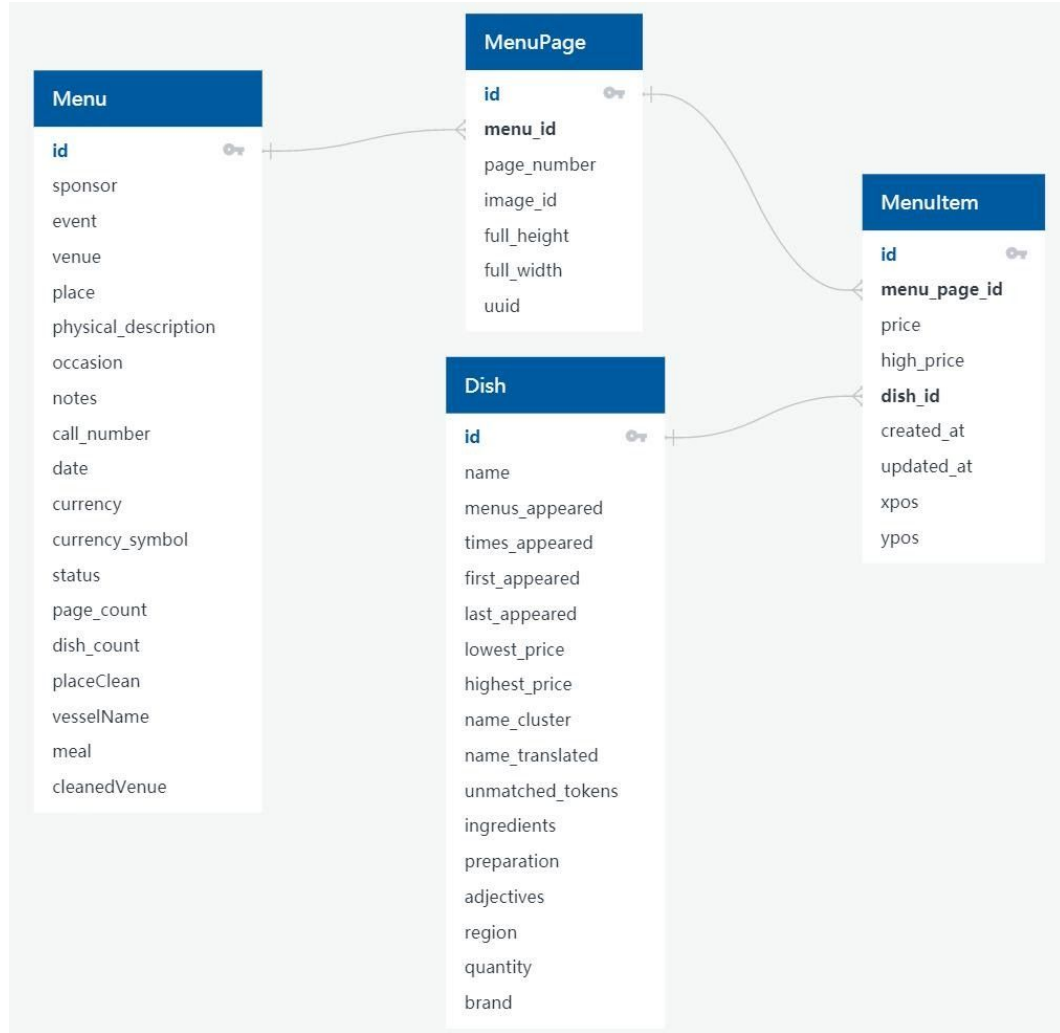 Menu
id
sponsor
event
venue
place
physical_description
occasion
notes
call_number
date
currency
currency_symbol
status
page_count
dish_count
placeClean
vesselName
meal
cleanedVenue
MenuPage
id
menu_id
page_number
image_id
full_height
full_width
uuid
Dish
id
name
menus_appeared
times_appeared
first_appeared
last_appeared
lowest_price
highest_price
name_cluster
name_translated
unmatched_tokens
ingredients
preparation
adjectives
region
quantity
brand
MenuItem
id
menu_page_id
price
high_price
dish_id
created_at
updated_at
xpos
ypos